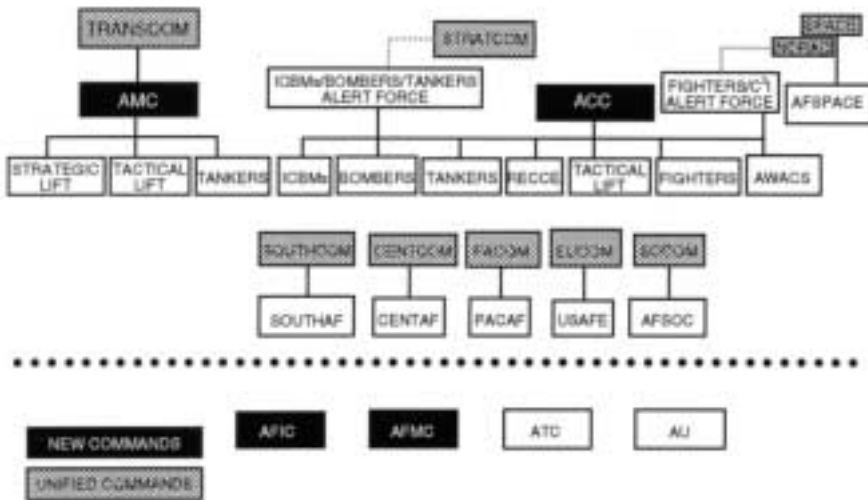 TRANSCOM
STRATCOM
SPACE
NORAD
ICBMs/BOMBERS/TANKERS
ALERT FORCE
FIGHTERS/C³I
ALERT FORCE
AMC
ACC
AFSPACE
STRATEGIC
LIFT
TACTICAL
LIFT
TANKERS
ICBMs
BOMBERS
TANKERS
RECCE
TACTICAL
LIFT
FIGHTERS
AWACS
SOUTHCOM
CENTCOM
PACOM
EUCOM
SOCOM
SOUTHAF
CENTAF
PACAF
USAFE
AFSOC
NEW COMMANDS
AFIC
AFMC
ATC
AU
UNIFIED COMMANDS